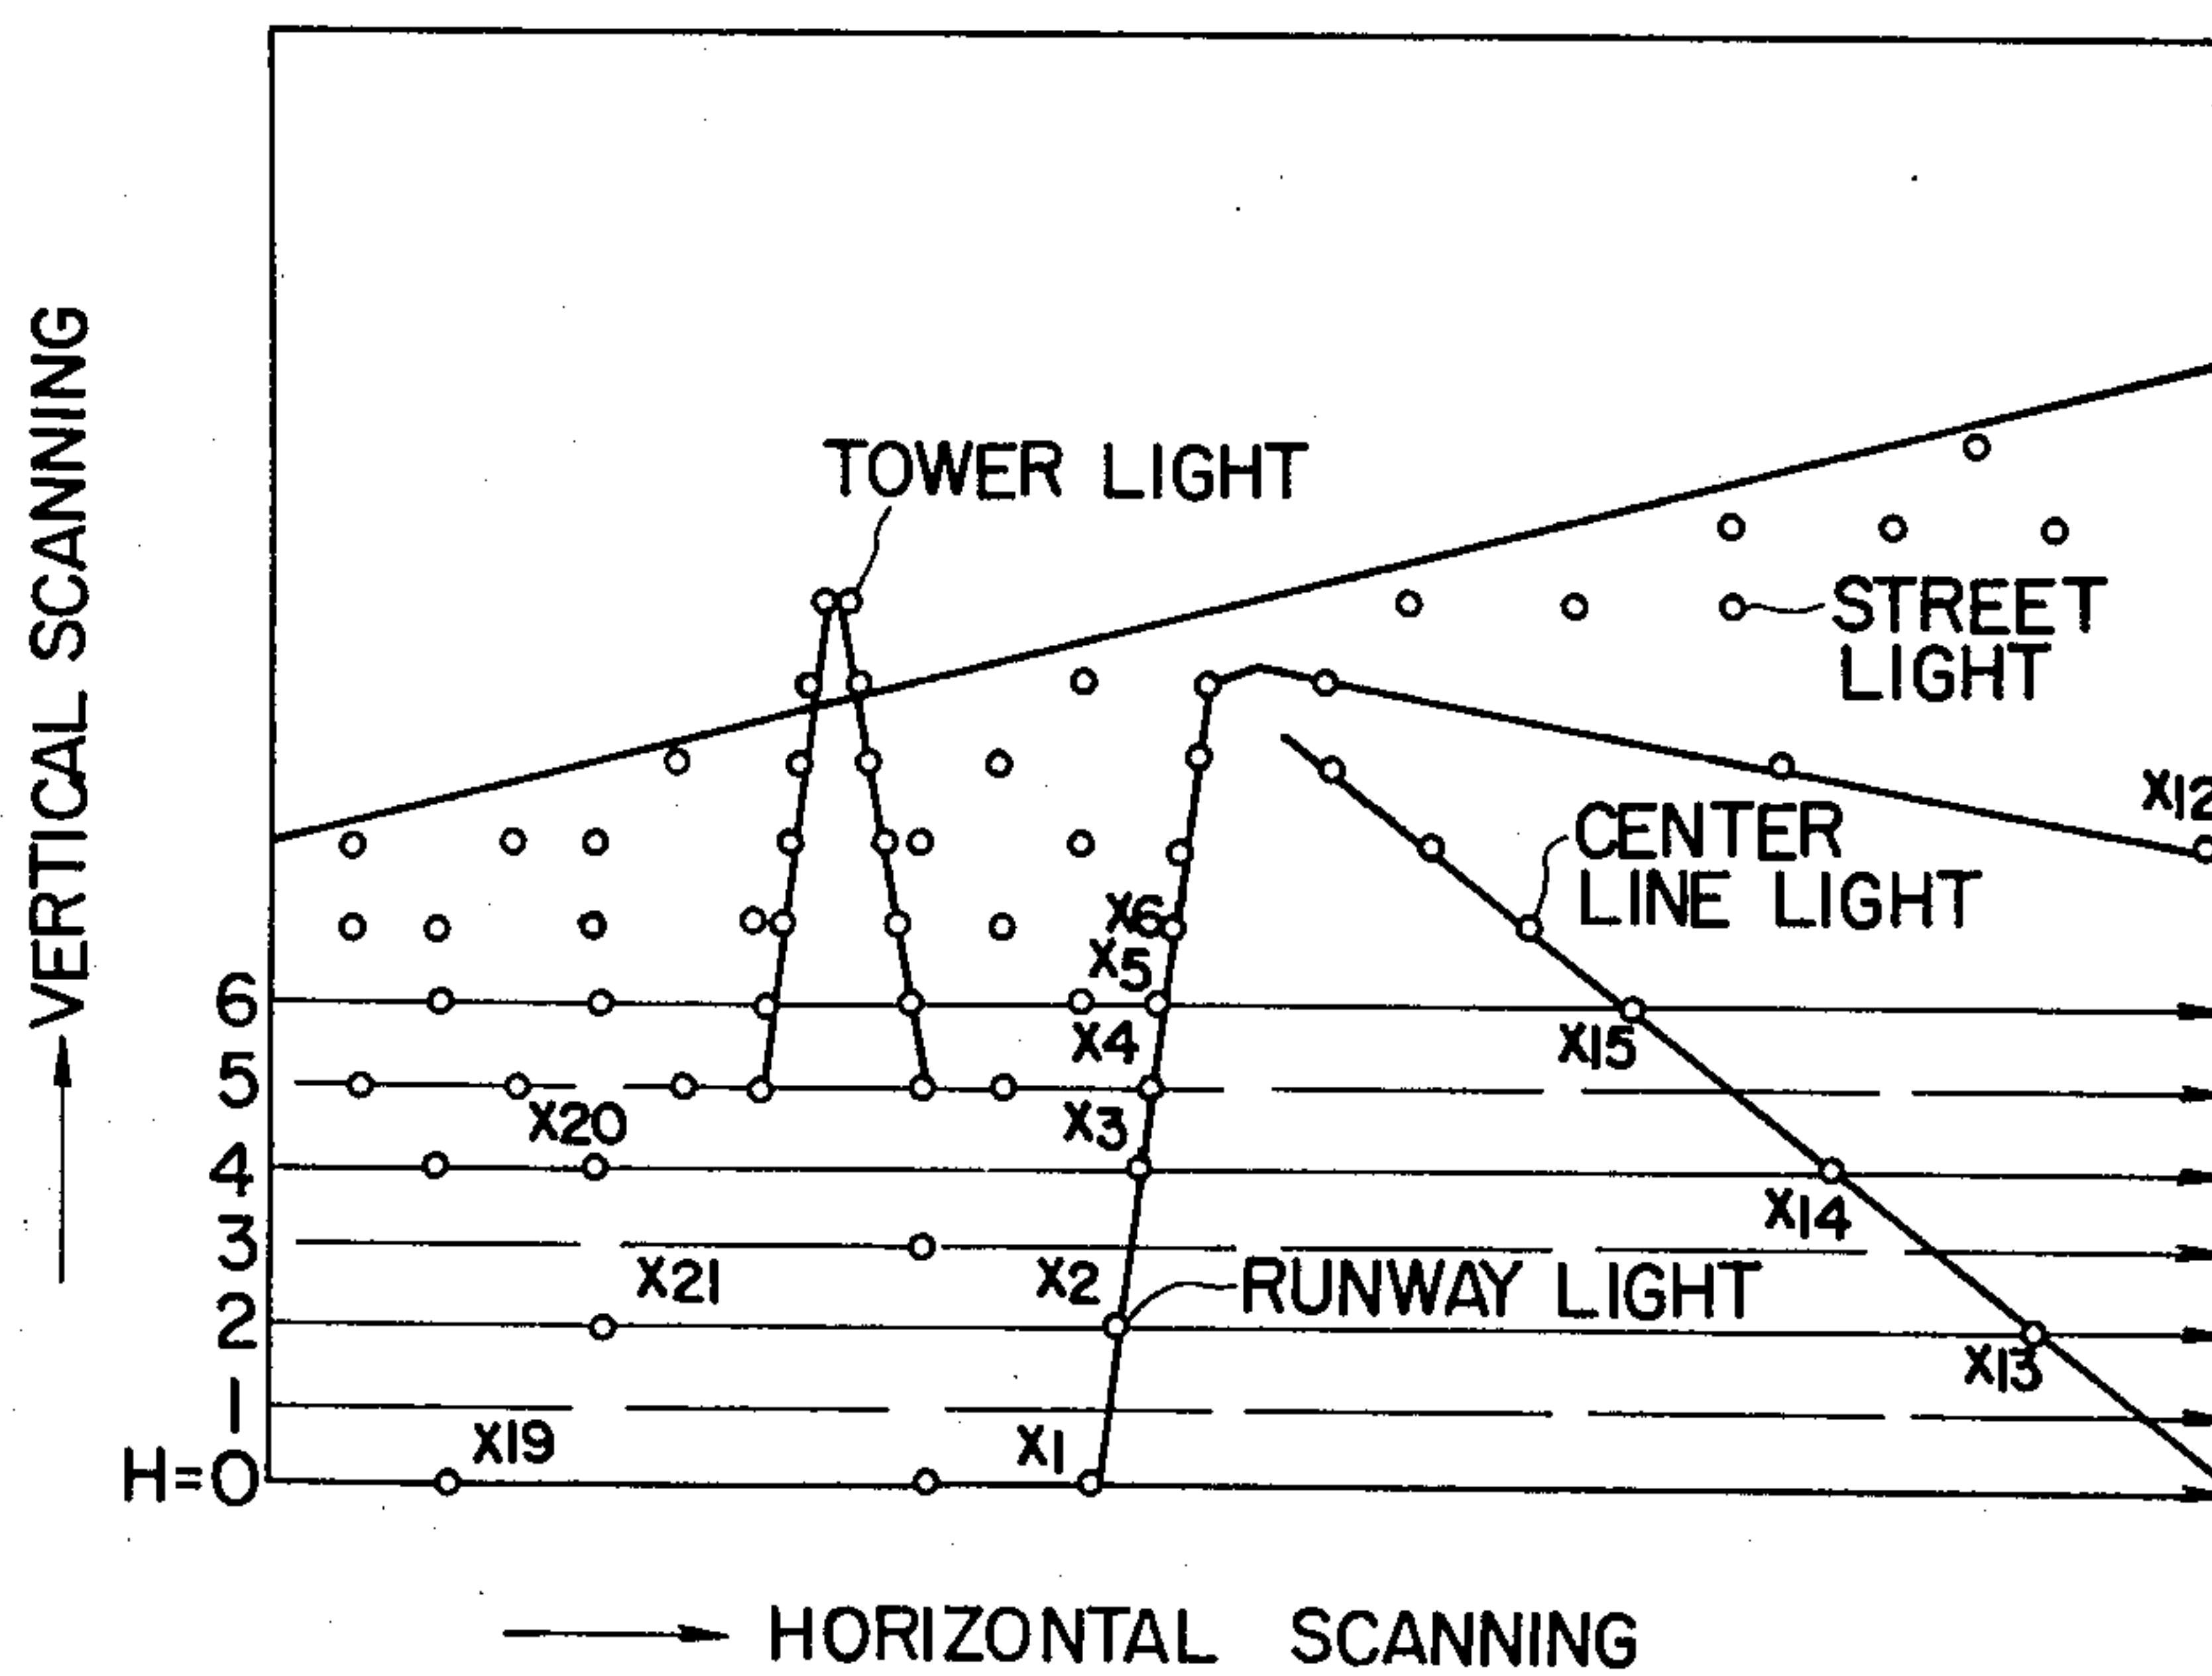 VERTICAL SCANNING
TOWER LIGHT
STREET
LIGHT
X12
CENTER
LINE LIGHT
X6
X5
6
X4
X15
5
X20
X3
4
X14
3
X21
X2
RUNWAY LIGHT
2
X13
1
X19
X1
H=0
HORIZONTAL SCANNING